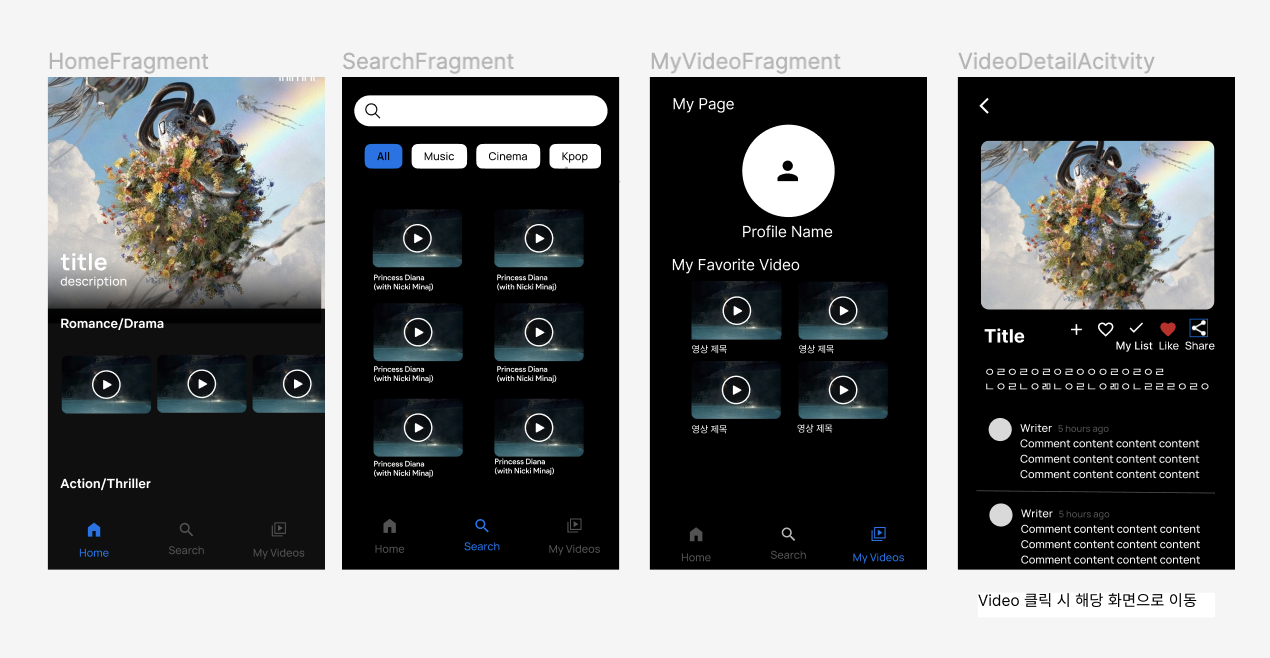 HomeFragment
title
description
Romance/Drama
Action/Thriller
Home
Search
My Videos
SearchFragment
All
Music
Cinema
Kpop
Princess Diana
(with Nicki Minaj)
Princess Diana
(with Nicki Minaj)
Princess Diana
(with Nicki Minaj)
Princess Diana
(with Nicki Minaj)
Princess Diana
(with Nicki Minaj)
Princess Diana
(with Nicki Minaj)
Home
Search
My Videos
MyVideoFragment
My Page
Profile Name
My Favorite Video
영상 제목
영상 제목
영상 제목
영상 제목
Home
Search
My Videos
VideoDetailAcitvity
Title
My List
Like
Share
Writer 5 hours ago
Comment content content content
Comment content content content
Comment content content content
Writer 5 hours ago
Comment content content content
Comment content content content
Comment content content content
Video 클릭 시 해당 화면으로 이동